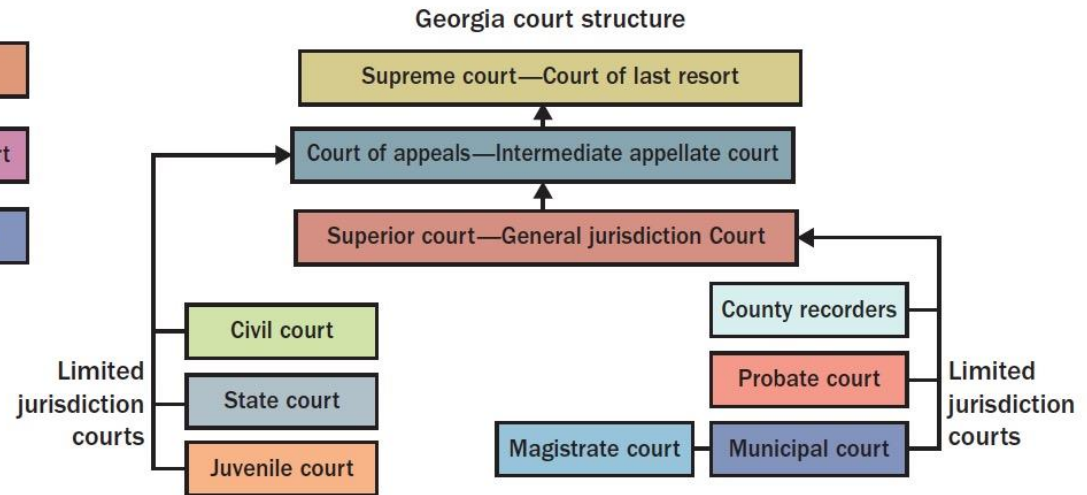 Georgia court structure
Supreme court—Court of last resort
Court of appeals—Intermediate appellate court
Superior court—General jurisdiction Court
Civil court
State court
Juvenile court
Limited
jurisdiction
courts
County recorders
Probate court
Magistrate court
Municipal court
Limited
jurisdiction
courts